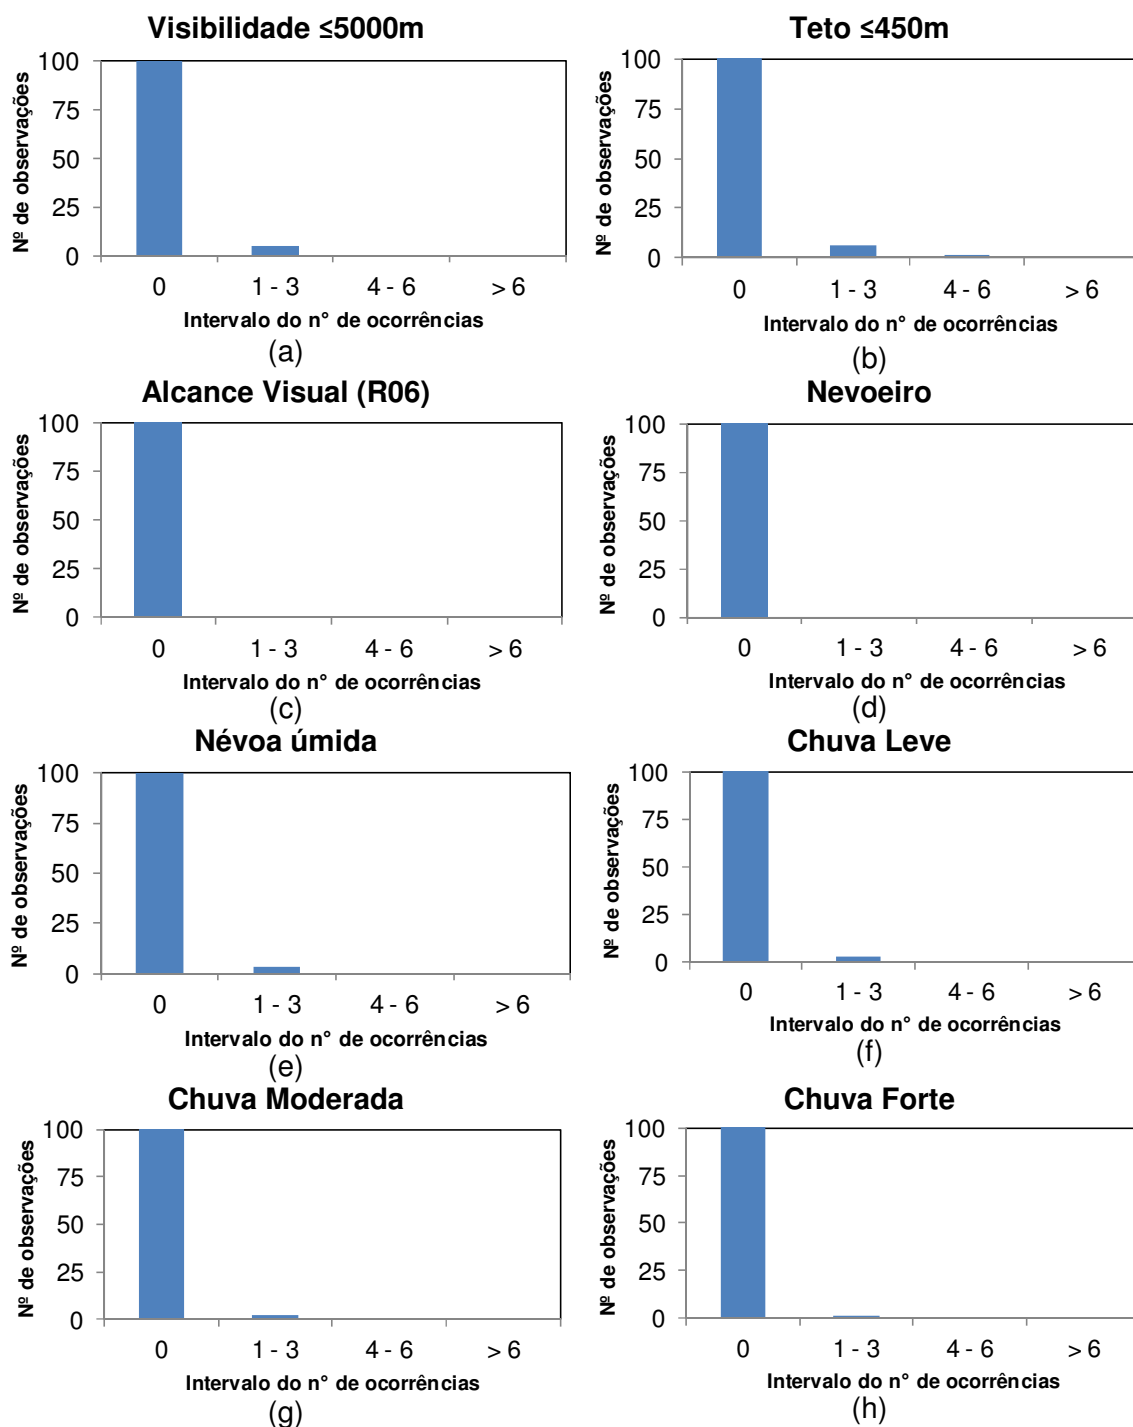 Visibilidade ≤5000m
Nº de observações
100
75
50
25
0
0 1 - 3 4 - 6 > 6
Intervalo do n° de ocorrências
(a)
Teto ≤450m
Nº de observações
100
75
50
25
0
0 1 - 3 4 - 6 > 6
Intervalo do n° de ocorrências
(b)
Alcance Visual (R06)
Nº de observações
100
75
50
25
0
0 1 - 3 4 - 6 > 6
Intervalo do n° de ocorrências
(c)
Nevoeiro
Nº de observações
100
75
50
25
0
0 1 - 3 4 - 6 > 6
Intervalo do n° de ocorrências
(d)
Névoa úmida
Nº de observações
100
75
50
25
0
0 1 - 3 4 - 6 > 6
Intervalo do n° de ocorrências
(e)
Chuva Leve
Nº de observações
100
75
50
25
0
0 1 - 3 4 - 6 > 6
Intervalo do n° de ocorrências
(f)
Chuva Moderada
Nº de observações
100
75
50
25
0
0 1 - 3 4 - 6 > 6
Intervalo do n° de ocorrências
(g)
Chuva Forte
Nº de observações
100
75
50
25
0
0 1 - 3 4 - 6 > 6
Intervalo do n° de ocorrências
(h)